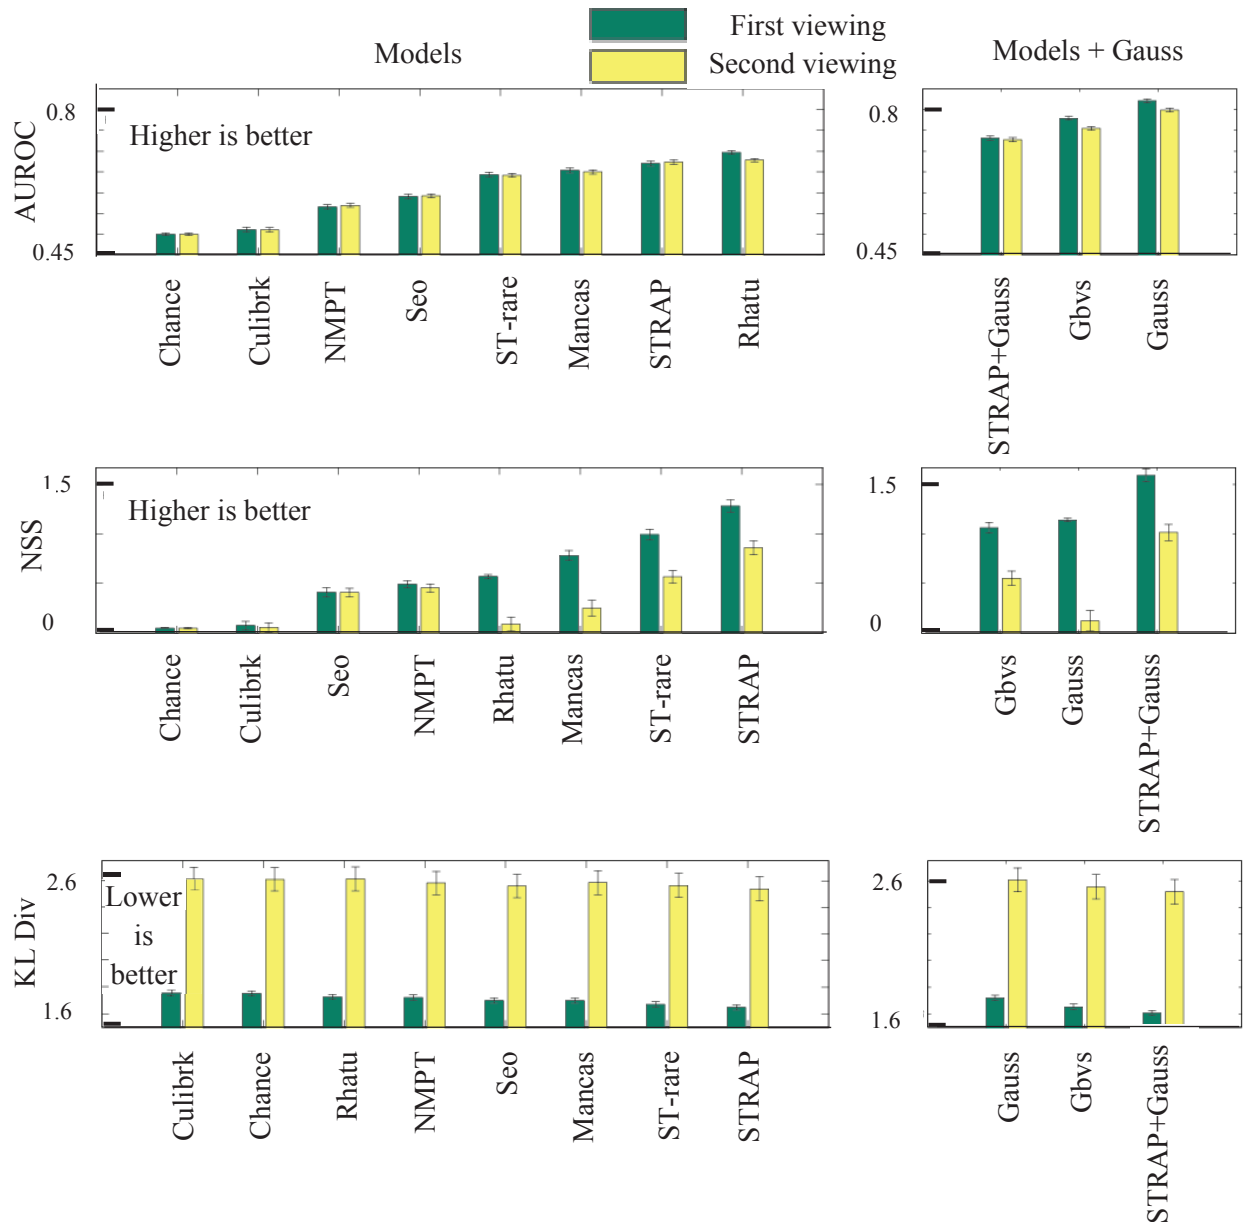 First viewing
Second viewing
Models
Models + Gauss
AUROC
0.8
0.45
Higher is better
Chance
Culibrk
NMPT
Seo
ST-rare
Mancas
STRAP
Rhatu
0.8
0.45
STRAP+Gauss
Gbvs
Gauss
NSS
1.5
0
Higher is better
Chance
Culibrk
Seo
NMPT
Rhatu
Mancas
ST-rare
STRAP
1.5
0
Gbvs
Gauss
STRAP+Gauss
KL Div
2.6
1.6
Lower
is
better
Culibrk
Chance
Rhatu
NMPT
Seo
Mancas
ST-rare
STRAP
2.6
1.6
Gauss
Gbvs
STRAP+Gauss